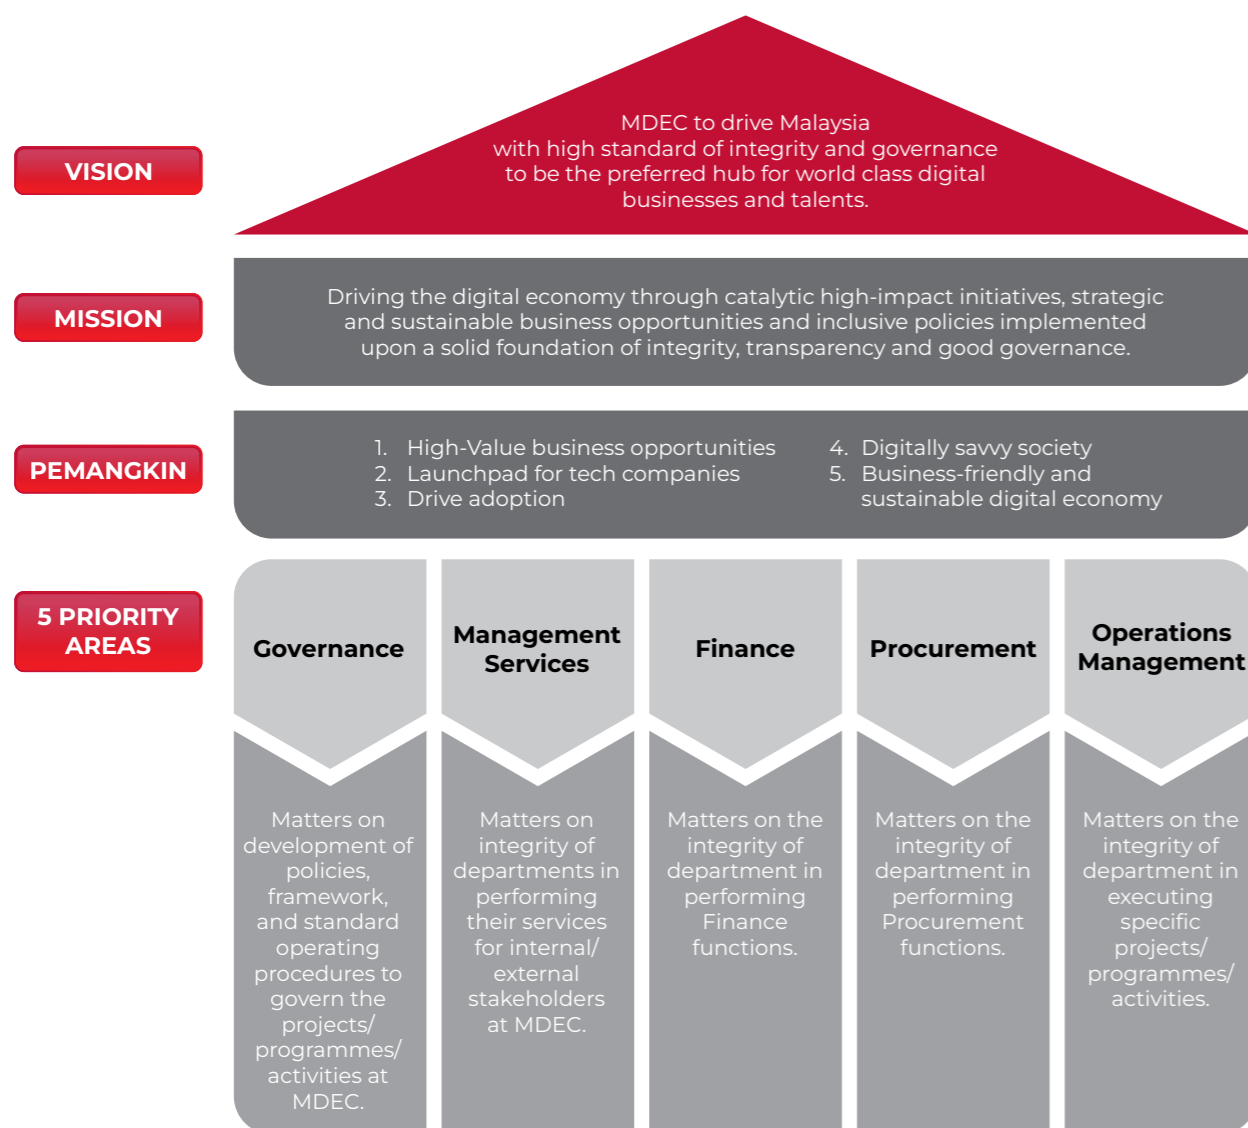 VISION
MDEC to drive Malaysia
with high standard of integrity and governance
to be the preferred hub for world class digital
businesses and talents.
MISSION
Driving the digital economy through catalytic high-impact initiatives, strategic
and sustainable business opportunities and inclusive policies implemented
upon a solid foundation of integrity, transparency and good governance.
PEMANGKIN
1. High-Value business opportunities
2. Launchpad for tech companies
3. Drive adoption
4. Digitally savvy society
5. Business-friendly and
sustainable digital economy
5 PRIORITY
AREAS
Governance
Matters on
development of
policies,
framework,
and standard
operating
procedures to
govern the
projects/
programmes/
activities at
MDEC.
Management
Services
Matters on
integrity of
departments in
performing
their services
for internal/
external
stakeholders
at MDEC.
Finance
Matters on the
integrity of
department in
performing
Finance
functions.
Procurement
Matters on the
integrity of
department in
performing
Procurement
functions.
Operations
Management
Matters on the
integrity of
department in
executing
specific
projects/
programmes/
activities.